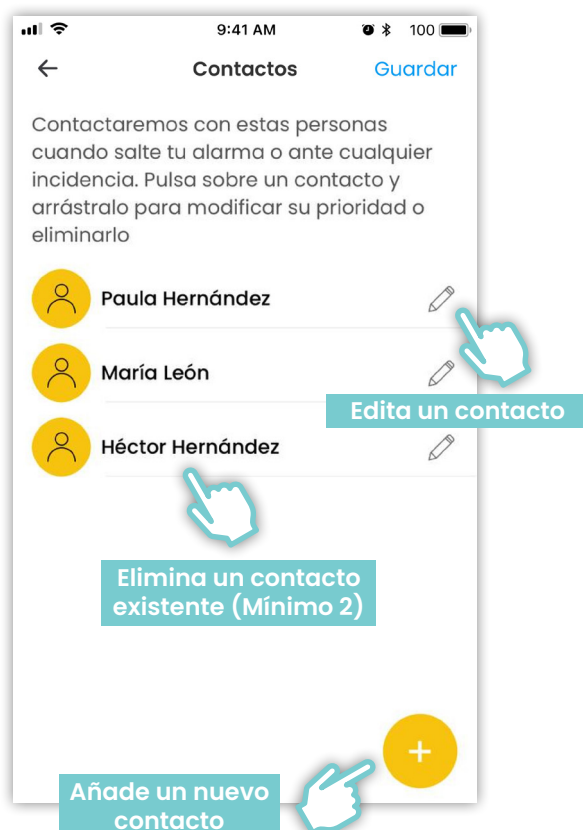 9:41 AM
100
Contactos
Guardar
Contactaremos con estas personas
cuando salte tu alarma o ante cualquier
incidencia. Pulsa sobre un contacto y
arrástralo para modificar su prioridad o
eliminarlo
Paula Hernández
María León
Edita un contacto
Héctor Hernández
Elimina un contacto
existente (Mínimo 2)
+
Añade un nuevo
contacto